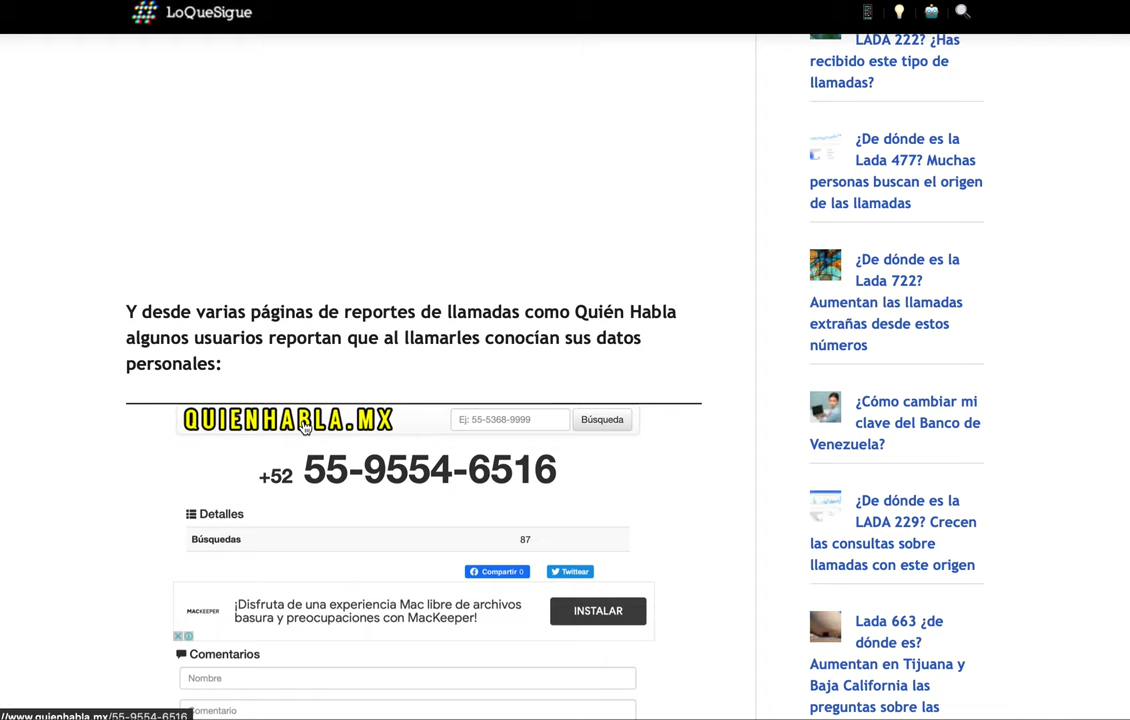 LoQueSigue
Y desde varias páginas de reportes de llamadas como Quién Habla
algunos usuarios reportan que al llamarles conocían sus datos
personales:
QUIENHABLA.MX
Ej: 55-5368-9999
Búsqueda
+52 55-9554-6516
Detalles
Búsquedas 87
Compartir 0
Twittear
MACKEEPER
¡Disfruta de una experiencia Mac libre de archivos
basura y preocupaciones con MacKeeper!
INSTALAR
Comentarios
Nombre
Comentario
//www.quienhabla.mx/55-9554-6516
LADA 222? ¿Has
recibido este tipo de
llamadas?
¿De dónde es la
Lada 477? Muchas
personas buscan el origen
de las llamadas
¿De dónde es la
Lada 722?
Aumentan las llamadas
extrañas desde estos
números
¿Cómo cambiar mi
clave del Banco de
Venezuela?
¿De dónde es la
LADA 229? Crecen
las consultas sobre
llamadas con este origen
Lada 663 ¿de
dónde es?
Aumentan en Tijuana y
Baja California las
preguntas sobre las